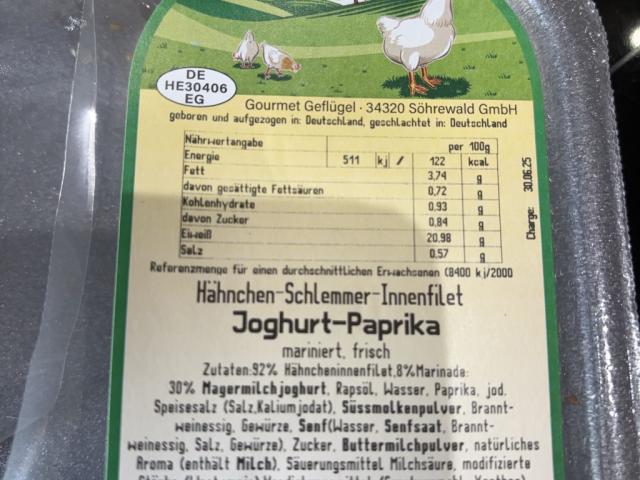 DE
HE30406
EG
Gourmet Geflügel · 34320 Söhrewald GmbH
geboren und aufgezogen in: Deutschland, geschlachtet in: Deutschland
Nährwertangabe per 100g
Energie 511 kj / 122 kcal
Fett 3,74 g
davon gesättigte Fettsäuren 0,72 g
Kohlenhydrate 0,93 g
davon Zucker 0,84 g
Eiweiß 20,98 g
Salz 0,57 g
Charge: 30.06.25
Referenzmenge für einen durchschnittlichen Erwachsenen (8400 kj/2000
Hähnchen-Schlemmer-Innenfilet
Joghurt-Paprika
mariniert, frisch
Zutaten:92% Hähncheninnenfilet,8%Marinade:
30% Magermilchjoghurt, Rapsöl, Wasser, Paprika, jod.
Speisesalz (Salz,Kaliumjodat), Süssmolkenpulver, Brannt-
weinessig, Gewürze, Senf(Wasser, Senfsaat, Brannt-
weinessig, Salz, Gewürze), Zucker, Buttermilchpulver, natürliches
Aroma (enthält Milch), Säuerungsmittel Milchsäure, modifizierte